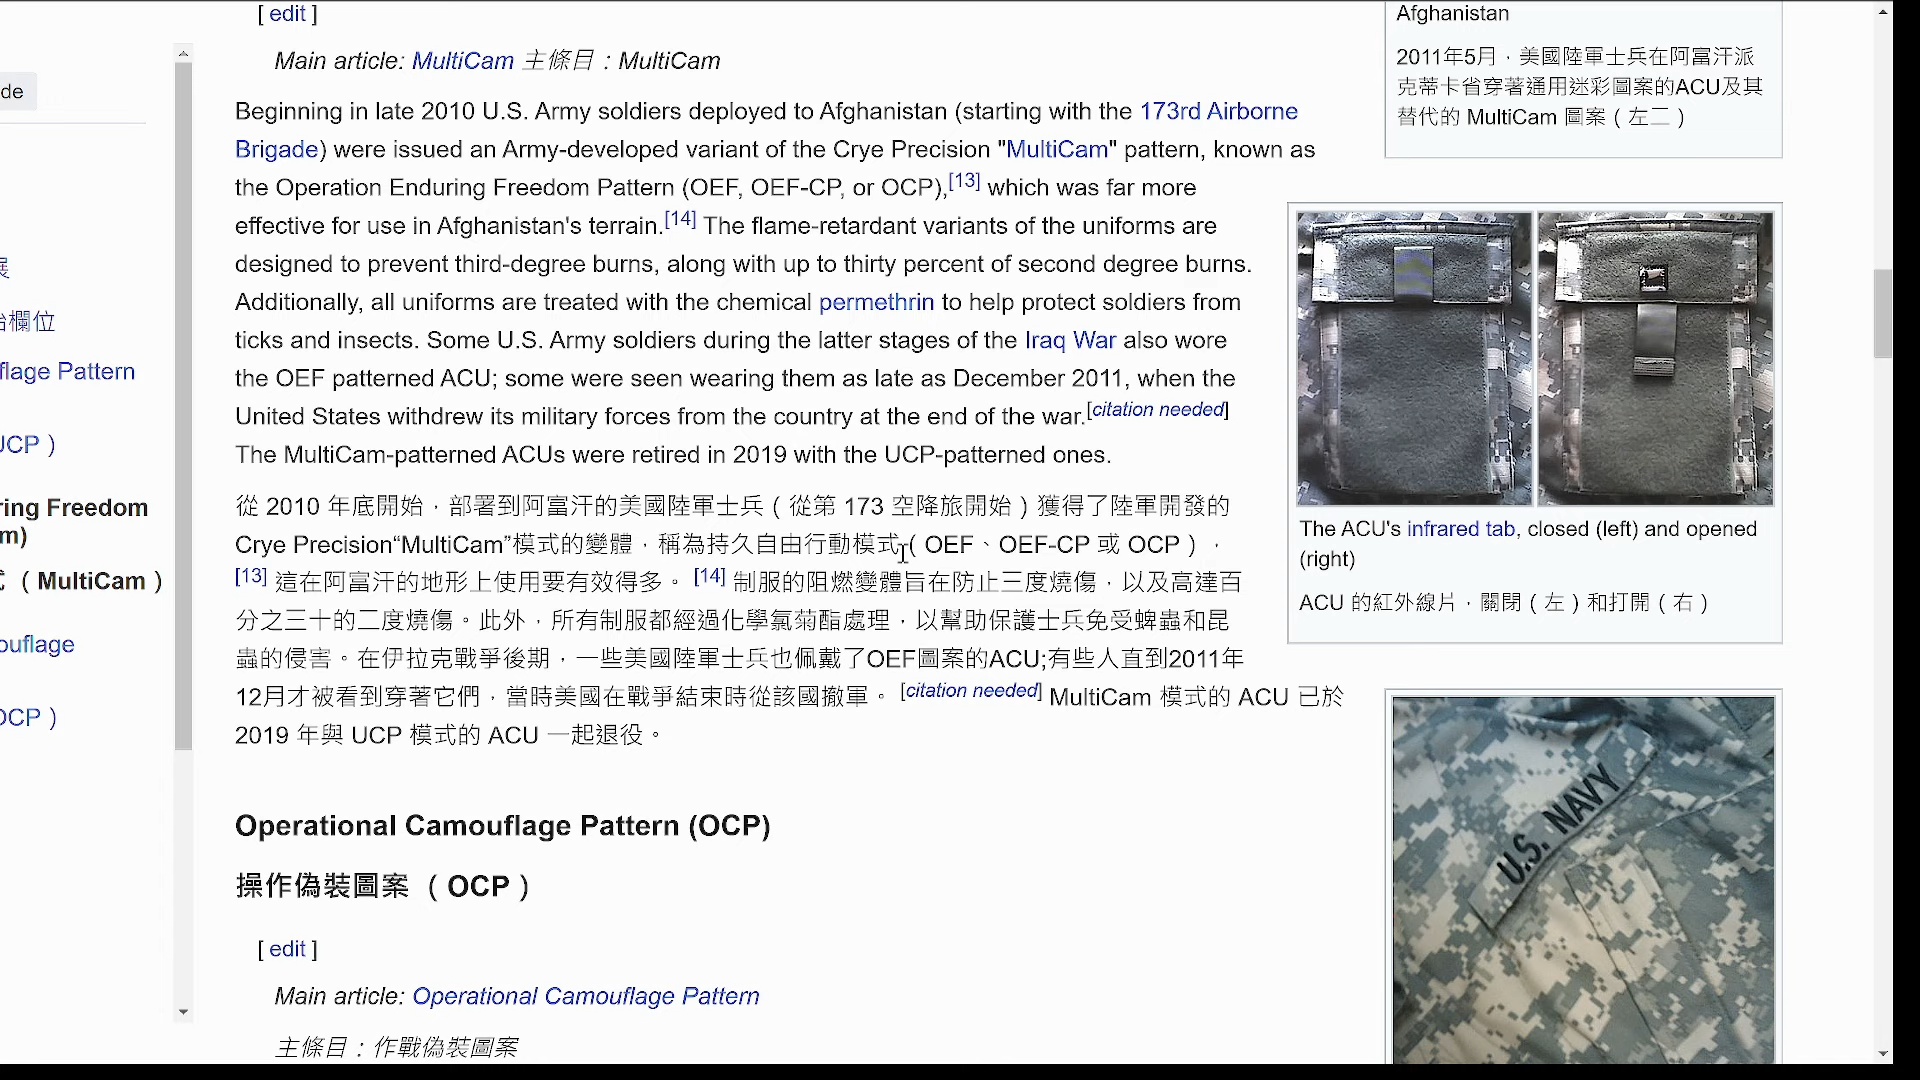 [ edit ]
Main article: MultiCam 主條目：MultiCam
Beginning in late 2010 U.S. Army soldiers deployed to Afghanistan (starting with the 173rd Airborne
Brigade) were issued an Army-developed variant of the Crye Precision "MultiCam" pattern, known as
the Operation Enduring Freedom Pattern (OEF, OEF-CP, or OCP),[13] which was far more
effective for use in Afghanistan's terrain.[14] The flame-retardant variants of the uniforms are
designed to prevent third-degree burns, along with up to thirty percent of second degree burns.
Additionally, all uniforms are treated with the chemical permethrin to help protect soldiers from
ticks and insects. Some U.S. Army soldiers during the latter stages of the Iraq War also wore
the OEF patterned ACU; some were seen wearing them as late as December 2011, when the
United States withdrew its military forces from the country at the end of the war.[citation needed]
The MultiCam-patterned ACUs were retired in 2019 with the UCP-patterned ones.
從 2010 年底開始，部署到阿富汗的美國陸軍士兵（從第 173 空降旅開始）獲得了陸軍開發的
Crye Precision“MultiCam”模式的變體，稱為持久自由行動模式（OEF、OEF-CP 或 OCP），
[13] 這在阿富汗的地形上使用要有效得多。 [14] 制服的阻燃變體旨在防止三度燒傷，以及高達百
分之三十的二度燒傷。此外，所有制服都經過化學氯菊酯處理，以幫助保護士兵免受蜱蟲和昆
蟲的侵害。在伊拉克戰爭後期，一些美國陸軍士兵也佩戴了OEF圖案的ACU;有些人直到2011年
12月才被看到穿著它們，當時美國在戰爭結束時從該國撤軍。 [citation needed] MultiCam 模式的 ACU 已於
2019 年與 UCP 模式的 ACU 一起退役。
Operational Camouflage Pattern (OCP)
操作偽裝圖案 （OCP）
[ edit ]
Main article: Operational Camouflage Pattern
主條目：作戰偽裝圖案
de
展
始欄位
flage Pattern
UCP）
ring Freedom
m)
式 （MultiCam）
ouflage
OCP）
Afghanistan
2011年5月，美國陸軍士兵在阿富汗派
克蒂卡省穿著通用迷彩圖案的ACU及其
替代的 MultiCam 圖案（左二）
The ACU's infrared tab, closed (left) and opened
(right)
ACU 的紅外線片，關閉（左）和打開（右）
U.S. NAVY